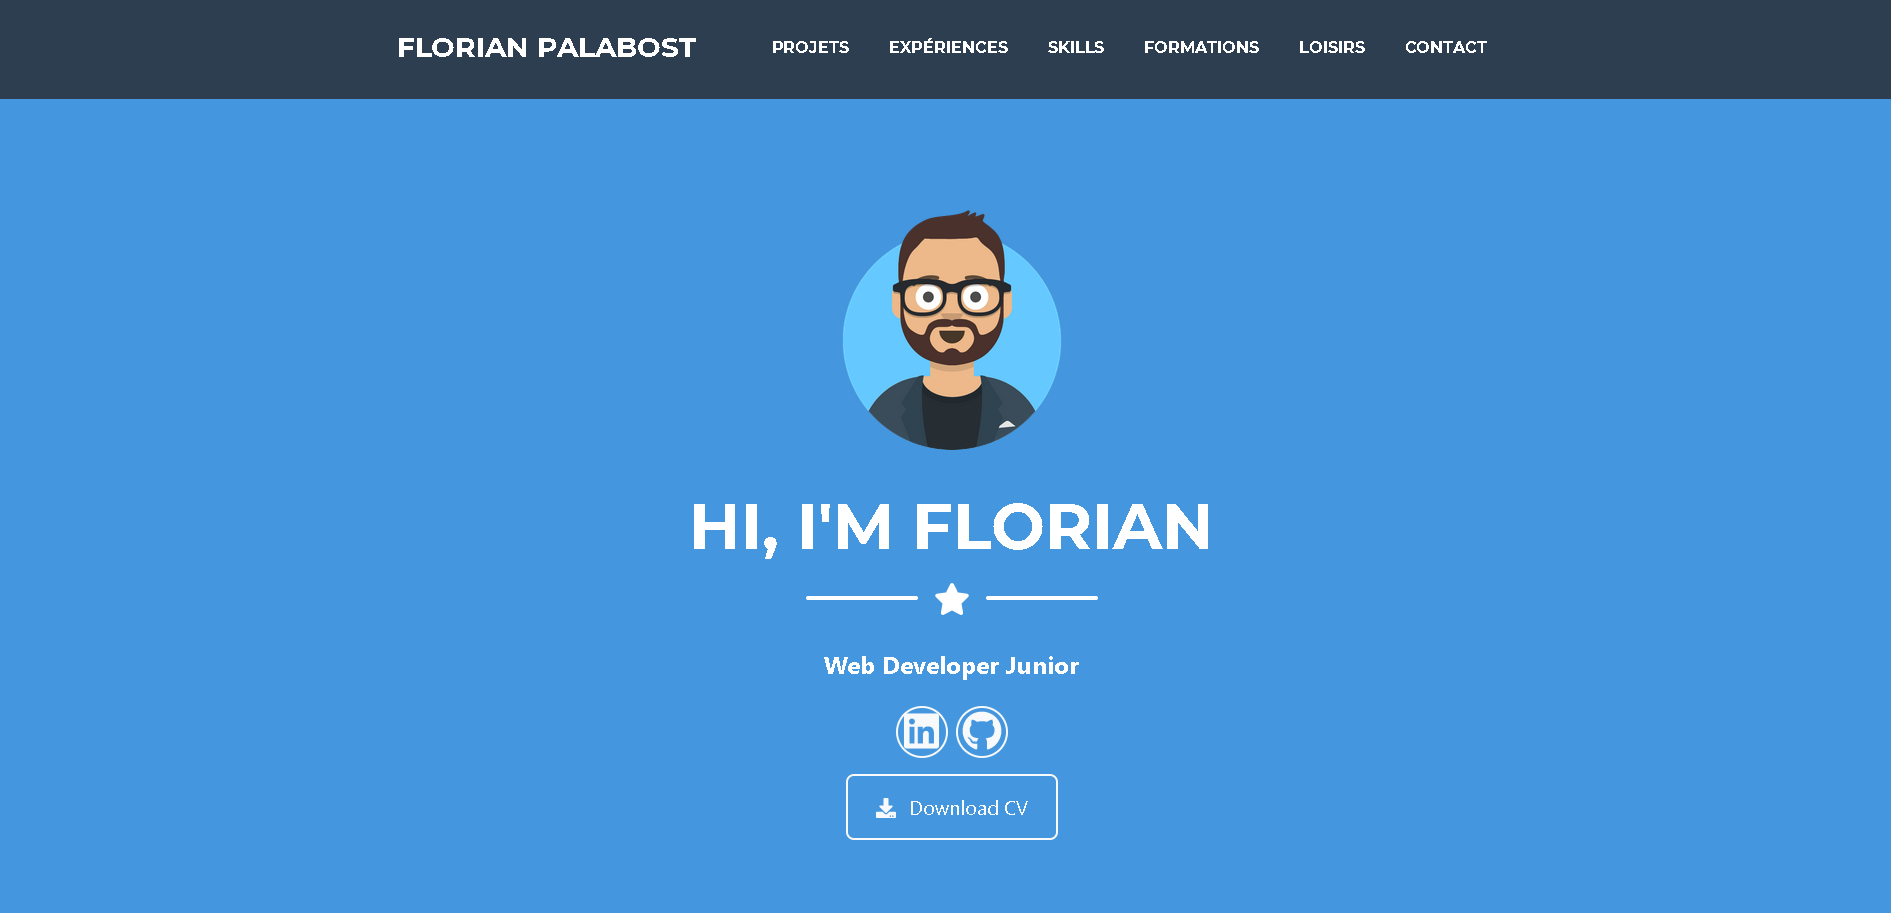 FLORIAN PALABOST PROJETS EXPÉRIENCES SKILLS FORMATIONS LOISIRS CONTACT
HI, I'M FLORIAN
Web Developer Junior
in
Download CV